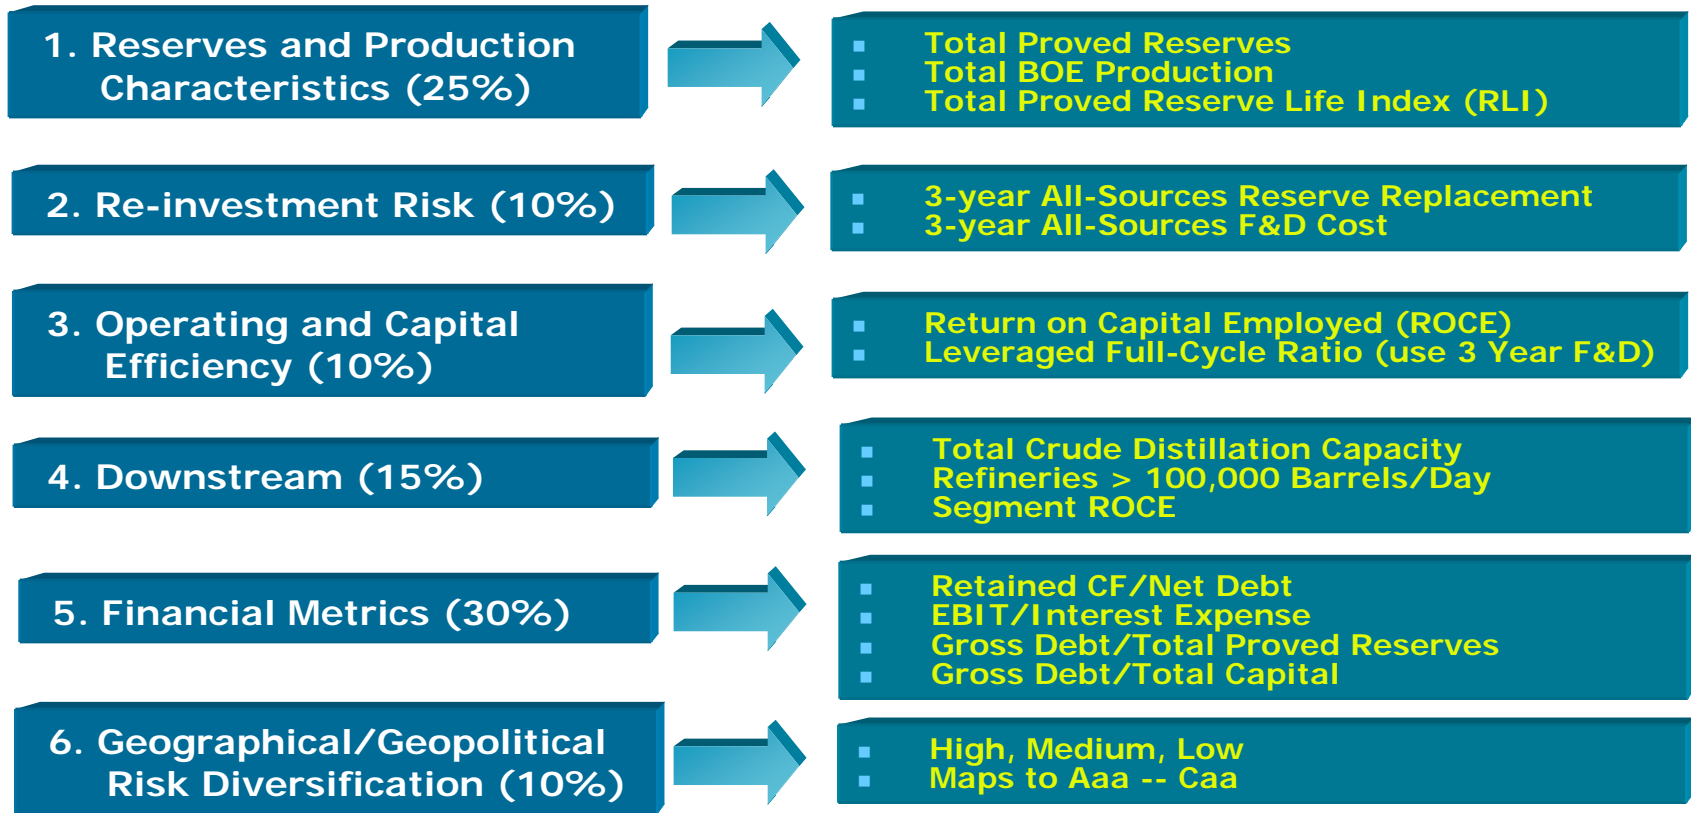 1. Reserves and Production
Characteristics (25%)
Total Proved Reserves
Total BOE Production
Total Proved Reserve Life Index (RLI)
2. Re-investment Risk (10%)
3-year All-Sources Reserve Replacement
3-year All-Sources F&D Cost
3. Operating and Capital
Efficiency (10%)
Return on Capital Employed (ROCE)
Leveraged Full-Cycle Ratio (use 3 Year F&D)
4. Downstream (15%)
Total Crude Distillation Capacity
Refineries > 100,000 Barrels/Day
Segment ROCE
5. Financial Metrics (30%)
Retained CF/Net Debt
EBIT/Interest Expense
Gross Debt/Total Proved Reserves
Gross Debt/Total Capital
6. Geographical/Geopolitical
Risk Diversification (10%)
High, Medium, Low
Maps to Aaa -- Caa